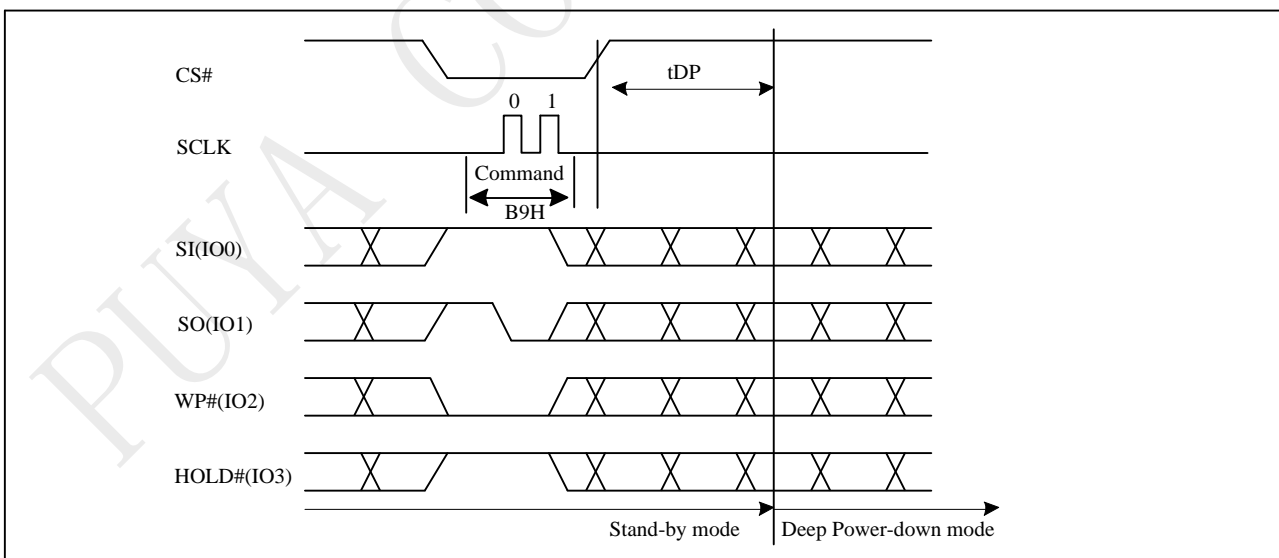 CS#
tDP
0 1
SCLK
Command
B9H
SI(IO0)
SO(IO1)
WP#(IO2)
HOLD#(IO3)
Stand-by mode Deep Power-down mode
PUYA